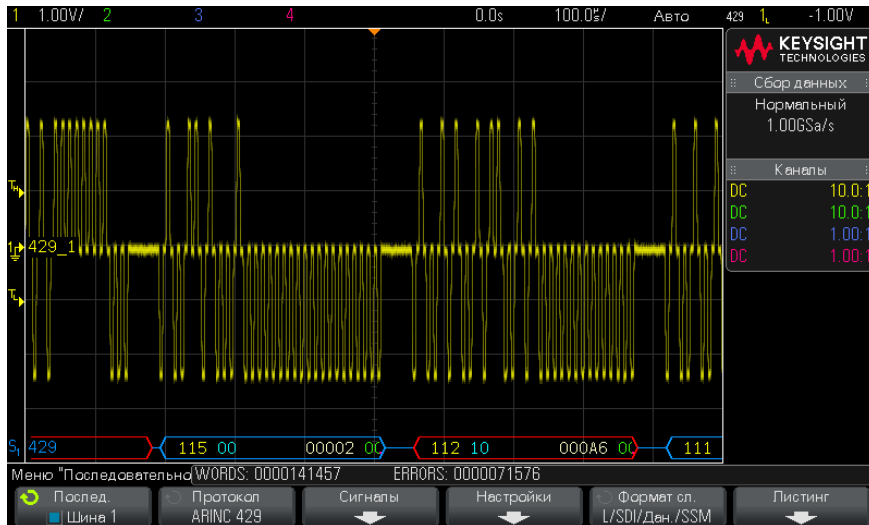 1 1.00V/ 2 3 4 0.0s 100.0µ/ Авто 429 1 -1.00V
KEYSIGHT
TECHNOLOGIES
Сбор данных
Нормальный
1.00GSa/s
Каналы
DC 10.0:1
DC 10.0:1
DC 1.00:1
DC 1.00:1
TH
429_1
TL
S1 429 115 00 00002 00 112 10 000A6 00 111
Меню "Последовательно WORDS: 0000141457 ERRORS: 0000071576
Послед. Протокол Сигналы Настройки Формат сл. Листинг
Шина 1 ARINC 429 L/SDI/Дан./SSM